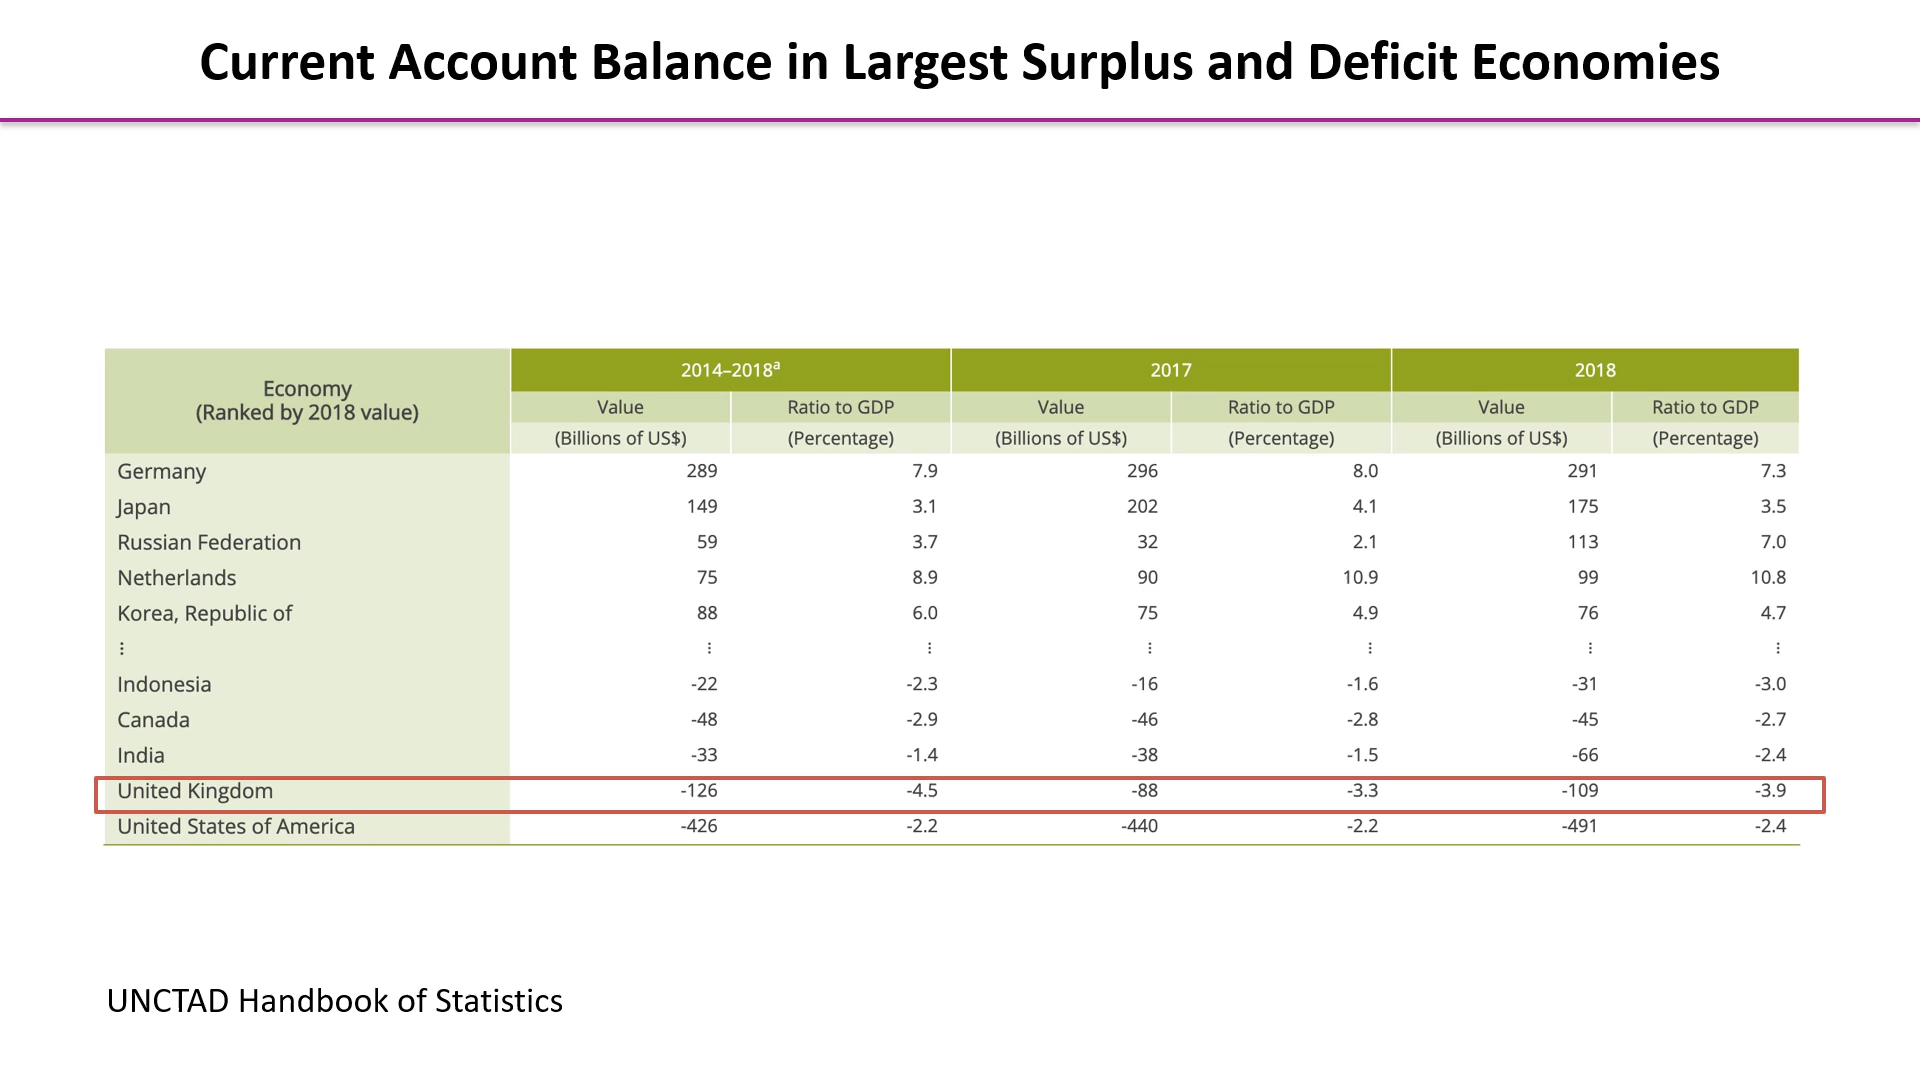 Current Account Balance in Largest Surplus and Deficit Economies
Economy
(Ranked by 2018 value)
2014–2018ª 2017 2018
Value Ratio to GDP Value Ratio to GDP Value Ratio to GDP
(Billions of US$) (Percentage) (Billions of US$) (Percentage) (Billions of US$) (Percentage)
Germany 289 7.9 296 8.0 291 7.3
Japan 149 3.1 202 4.1 175 3.5
Russian Federation 59 3.7 32 2.1 113 7.0
Netherlands 75 8.9 90 10.9 99 10.8
Korea, Republic of 88 6.0 75 4.9 76 4.7
⋮ ⋮ ⋮ ⋮ ⋮ ⋮ ⋮
Indonesia -22 -2.3 -16 -1.6 -31 -3.0
Canada -48 -2.9 -46 -2.8 -45 -2.7
India -33 -1.4 -38 -1.5 -66 -2.4
United Kingdom -126 -4.5 -88 -3.3 -109 -3.9
United States of America -426 -2.2 -440 -2.2 -491 -2.4
UNCTAD Handbook of Statistics